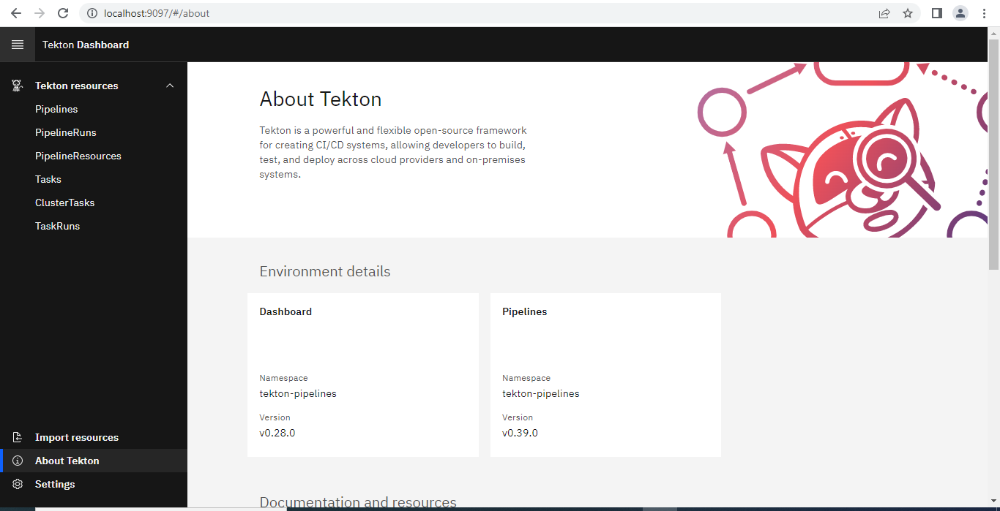 localhost:9097/#/about
Tekton Dashboard
Tekton resources
Pipelines
PipelineRuns
PipelineResources
Tasks
ClusterTasks
TaskRuns
Import resources
About Tekton
Settings
About Tekton
Tekton is a powerful and flexible open-source framework
for creating CI/CD systems, allowing developers to build,
test, and deploy across cloud providers and on-premises
systems.
Environment details
Dashboard
Namespace
tekton-pipelines
Version
v0.28.0
Pipelines
Namespace
tekton-pipelines
Version
v0.39.0
Documentation and resources